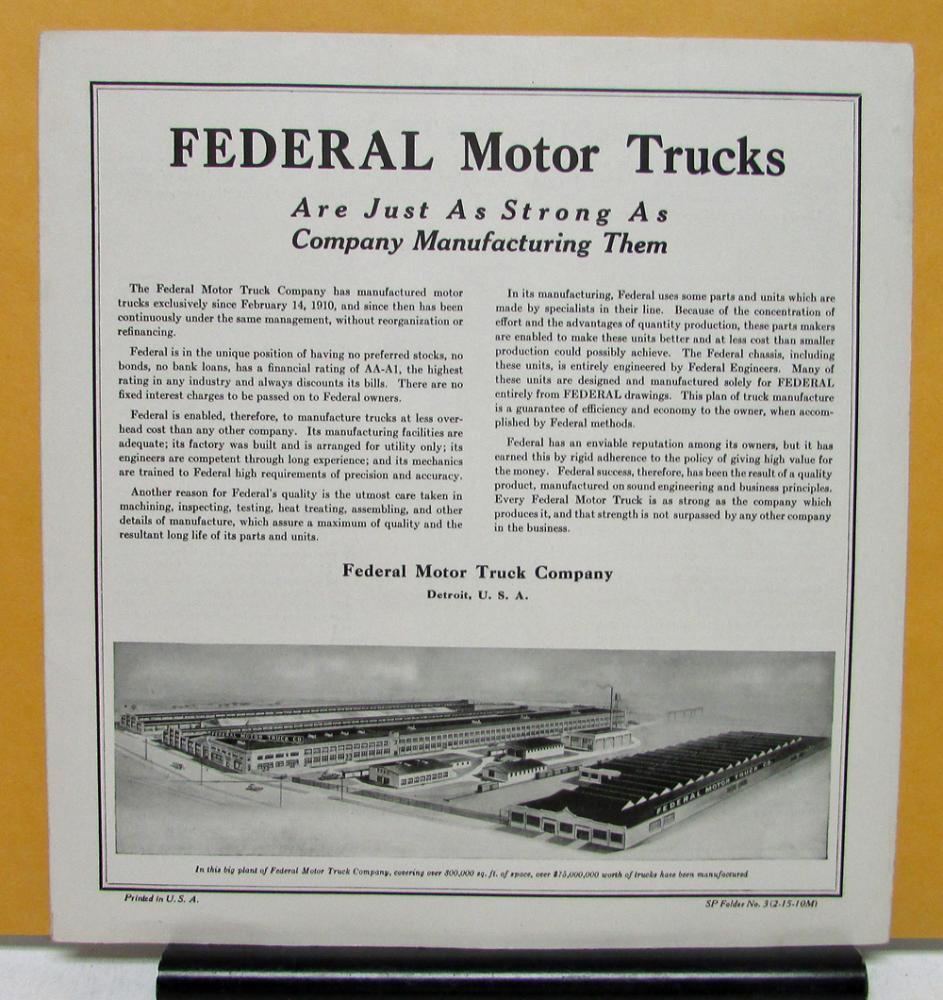 FEDERAL Motor Trucks
Are Just As Strong As
Company Manufacturing Them
The Federal Motor Truck Company has manufactured motor
trucks exclusively since February 14, 1910, and since then has been
continuously under the same management, without reorganization or
refinancing.
Federal is in the unique position of having no preferred stocks, no
bonds, no bank loans, has a financial rating of AA-A1, the highest
rating in any industry and always discounts its bills. There are no
fixed interest charges to be passed on to Federal owners.
Federal is enabled, therefore, to manufacture trucks at less over-
head cost than any other company. Its manufacturing facilities are
adequate; its factory was built and is arranged for utility only; its
engineers are competent through long experience; and its mechanics
are trained to Federal high requirements of precision and accuracy.
Another reason for Federal's quality is the utmost care taken in
machining, inspecting, testing, heat treating, assembling, and other
details of manufacture, which assure a maximum of quality and the
resultant long life of its parts and units.
In its manufacturing, Federal uses some parts and units which are
made by specialists in their line. Because of the concentration of
effort and the advantages of quantity production, these parts makers
are enabled to make these units better and at less cost than smaller
production could possibly achieve. The Federal chassis, including
these units, is entirely engineered by Federal Engineers. Many of
these units are designed and manufactured solely for FEDERAL
entirely from FEDERAL drawings. This plan of truck manufacture
is a guarantee of efficiency and economy to the owner, when accom-
plished by Federal methods.
Federal has an enviable reputation among its owners, but it has
earned this by rigid adherence to the policy of giving high value for
the money. Federal success, therefore, has been the result of a quality
product, manufactured on sound engineering and business principles.
Every Federal Motor Truck is as strong as the company which
produces it, and that strength is not surpassed by any other company
in the business.
Federal Motor Truck Company
Detroit, U. S. A.
FEDERAL MOTOR TRUCK CO.
FEDERAL MOTOR TRUCK CO.
In this big plant of Federal Motor Truck Company, covering over 800,000 sq. ft. of space, over $75,000,000 worth of trucks have been manufactured
Printed in U. S. A.
SP Folder No. 3 (2-15-10M)